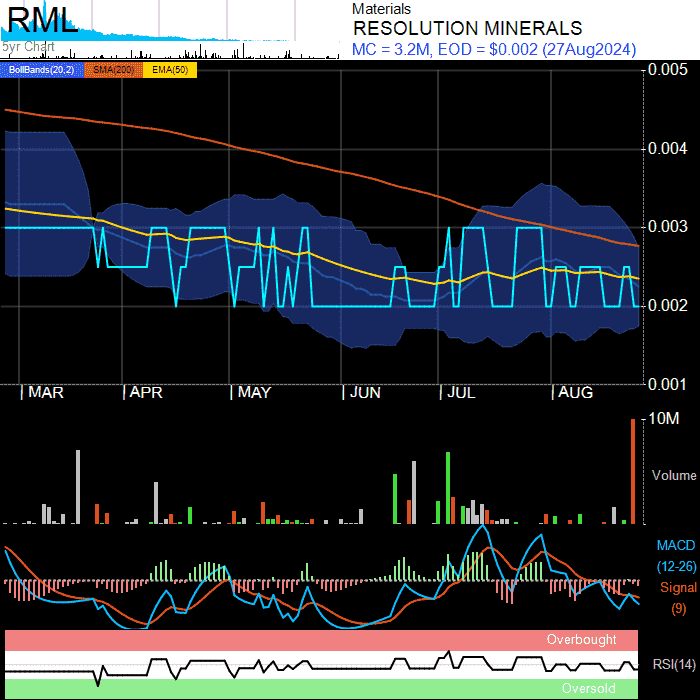 RML
5yr Chart
Materials
RESOLUTION MINERALS
MC = 3.2M, EOD = $0.002 (27Aug2024)
BollBands(20,2) SMA(200) EMA(50)
0.005
0.004
0.003
0.002
0.001
MAR APR MAY JUN JUL AUG
10M
Volume
MACD
(12-26)
Signal
(9)
Overbought
RSI(14)
Oversold